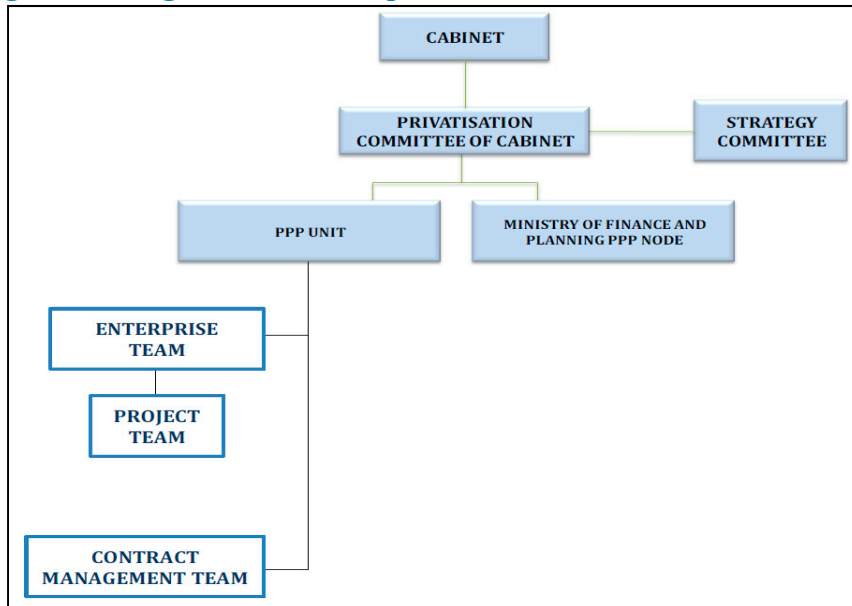 CABINET
PRIVATISATION
COMMITTEE OF CABINET
STRATEGY
COMMITTEE
PPP UNIT
MINISTRY OF FINANCE AND
PLANNING PPP NODE
ENTERPRISE
TEAM
PROJECT
TEAM
CONTRACT
MANAGEMENT TEAM